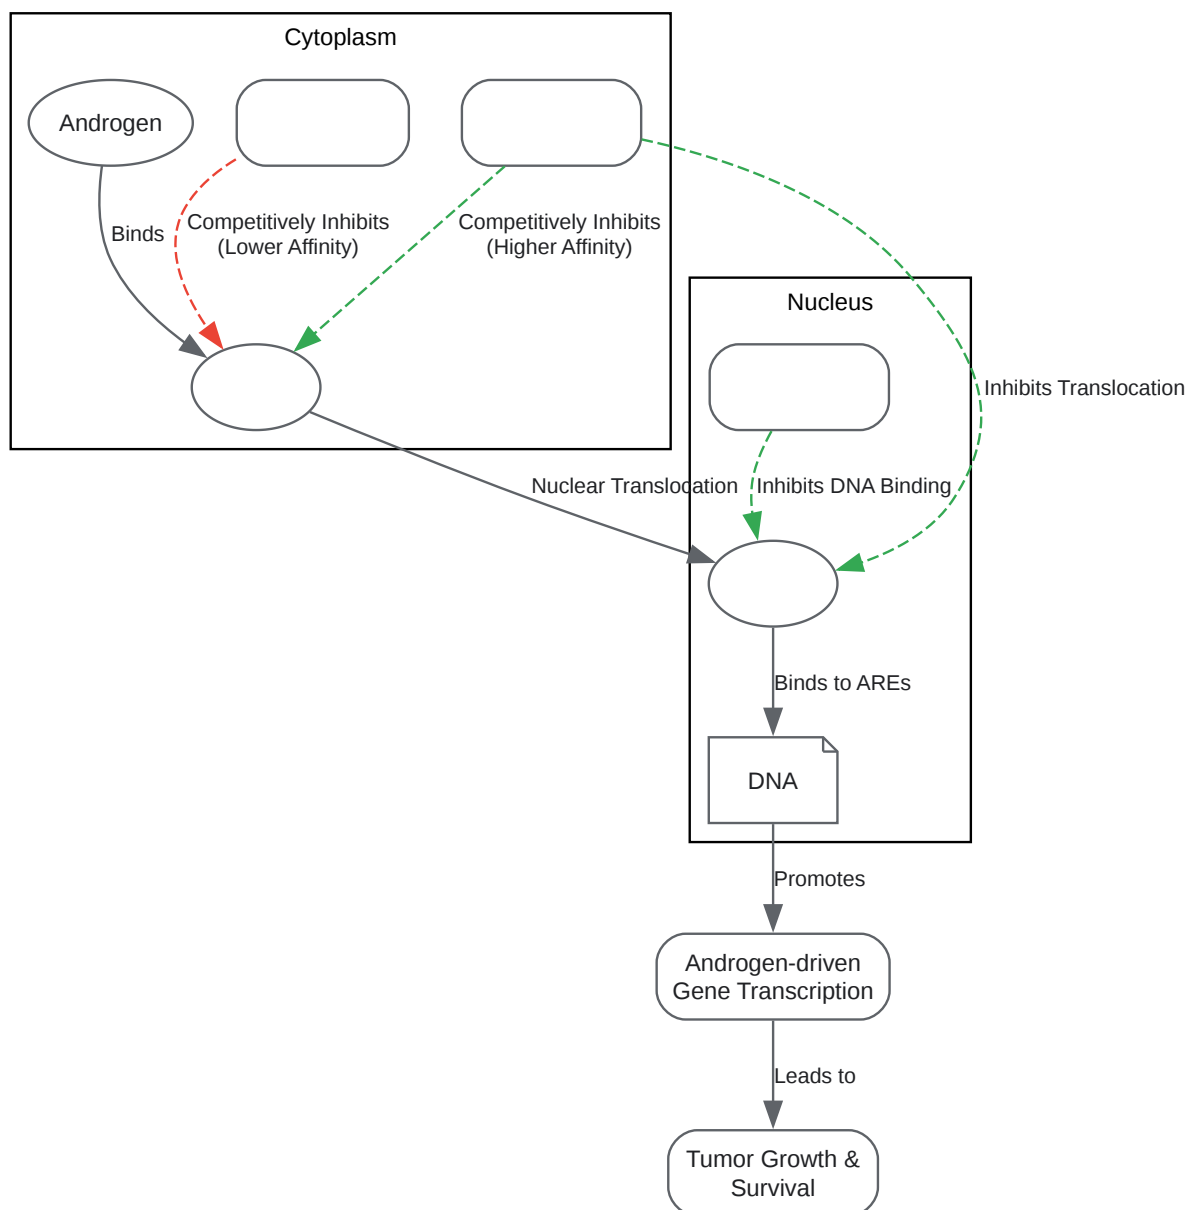 Cytoplasm
Androgen
Binds
Competitively Inhibits
(Lower Affinity)
Competitively Inhibits
(Higher Affinity)
Nucleus
Inhibits Translocation
Nuclear Translocation
Inhibits DNA Binding
Binds to AREs
DNA
Promotes
Androgen-driven
Gene Transcription
Leads to
Tumor Growth &
Survival